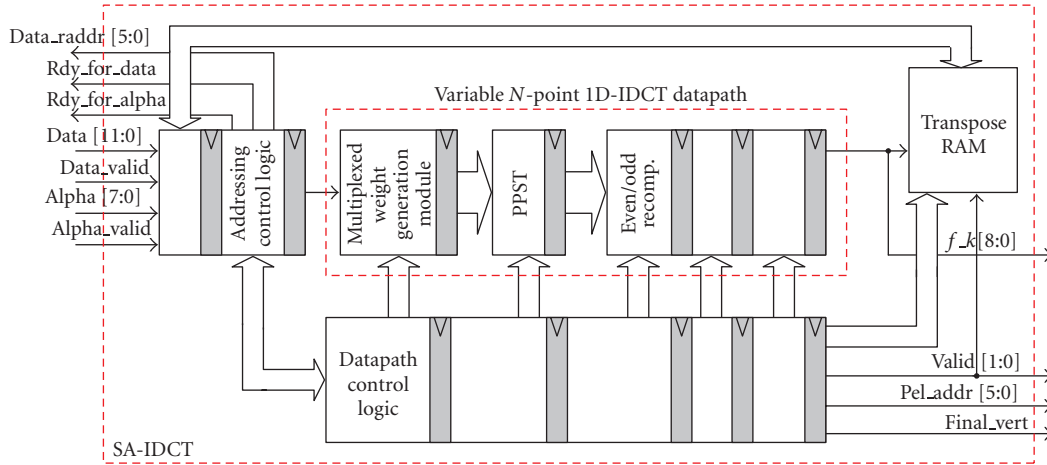 Data_raddr [5:0]
Rdy_for_data
Rdy_for_alpha
Data [11:0]
Data_valid
Alpha [7:0]
Alpha_valid
Addressing
control logic
Variable N-point 1D-IDCT datapath
Multiplexed
weight
generation
module
PPST
Even/odd
recomp.
Transpose
RAM
f_k[8:0]
Datapath
control
logic
Valid [1:0]
Pel_addr [5:0]
Final_vert
SA-IDCT